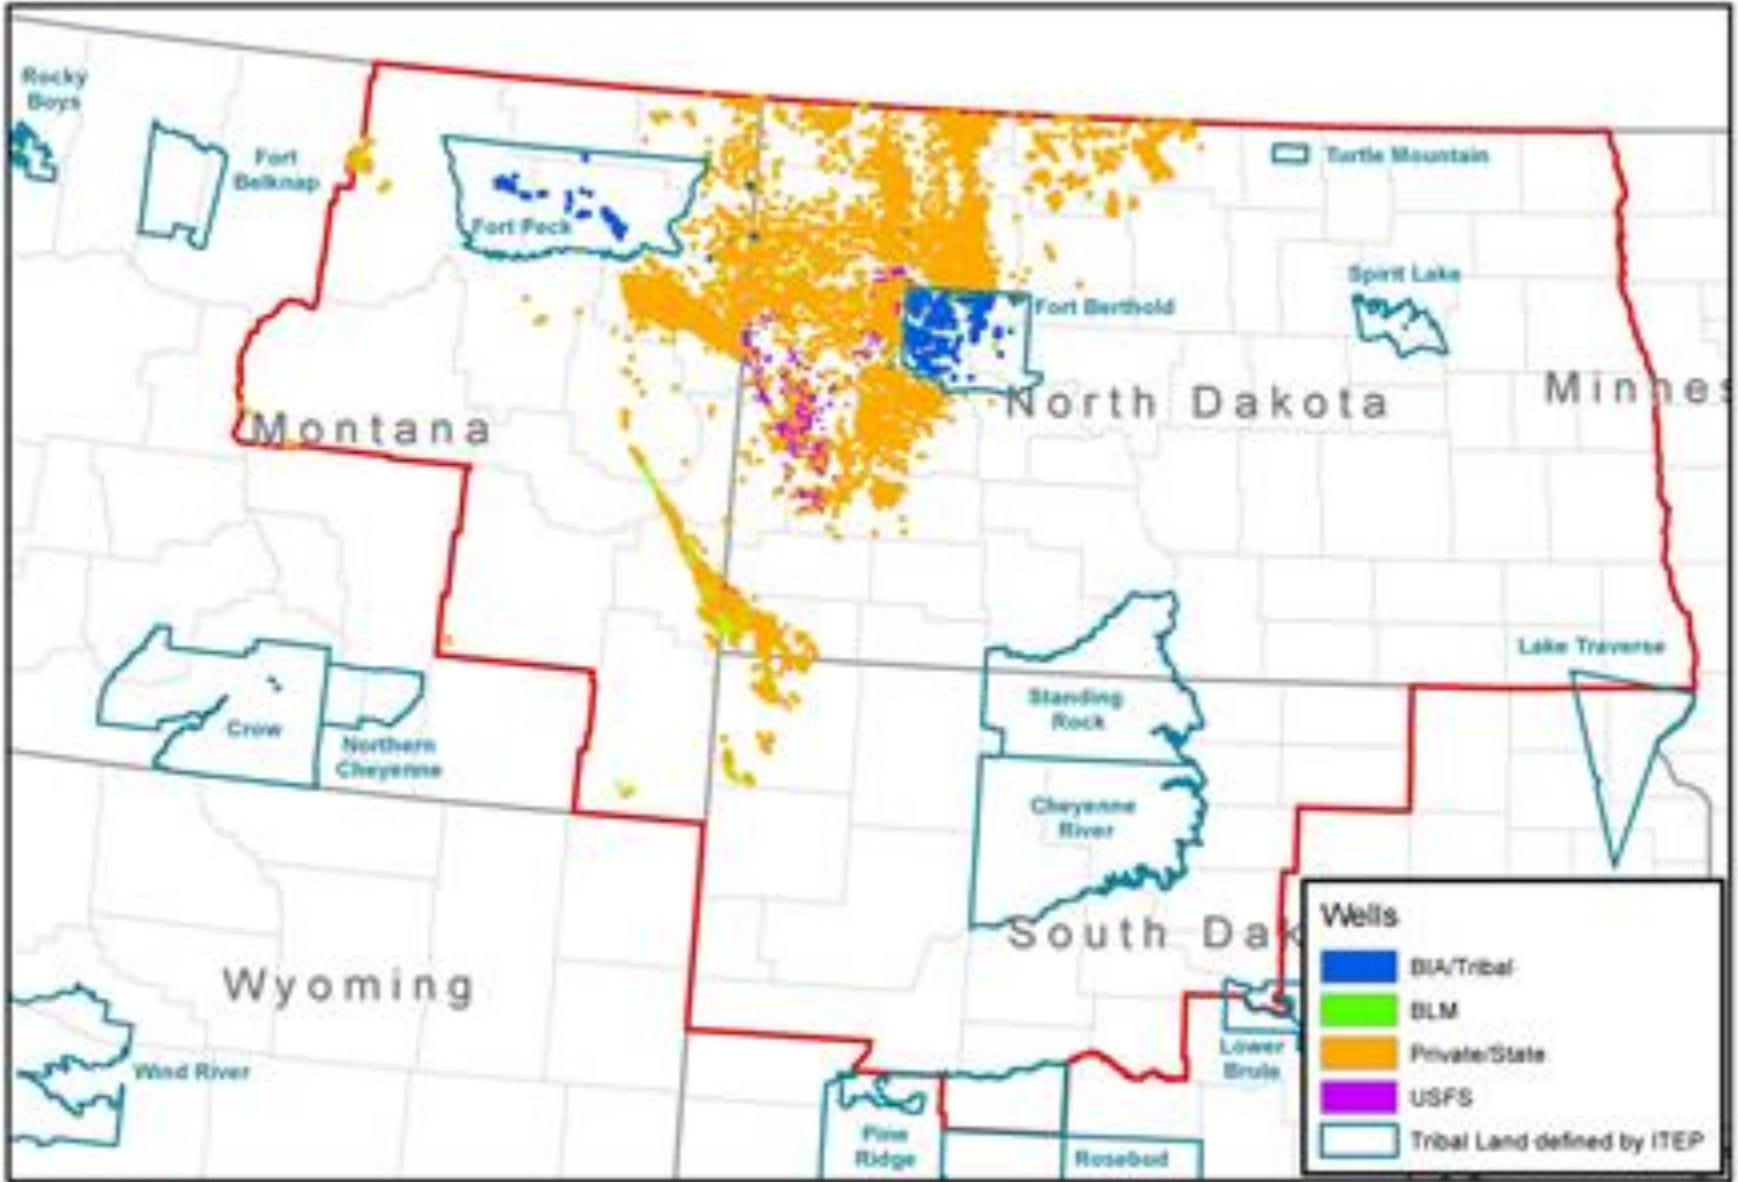 Rocky
Boys
Fort
Belknap
Fort Peck
Turtle Mountain
Spirit Lake
Fort Berthold
North Dakota
Minnes
Montana
Lake Traverse
Standing
Rock
Crow
Northern
Cheyenne
Cheyenne
River
South Dak
Wyoming
Wind River
Lower
Brule
Pine
Ridge
Rosebud
Wells
BIA/Tribal
BLM
Private/State
USFS
Tribal Land defined by ITEP